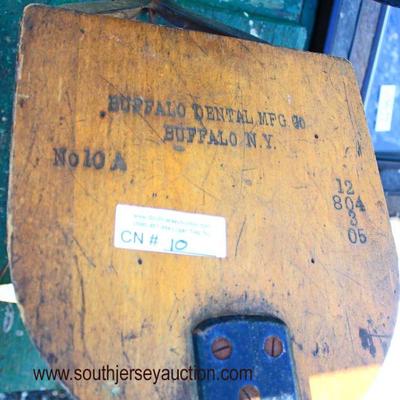 BUFFALO DENTAL MFG. CO
BUFFALO N.Y.
No 10 A
12
804
3
05
CN # 10
www.southjerseyauction.com